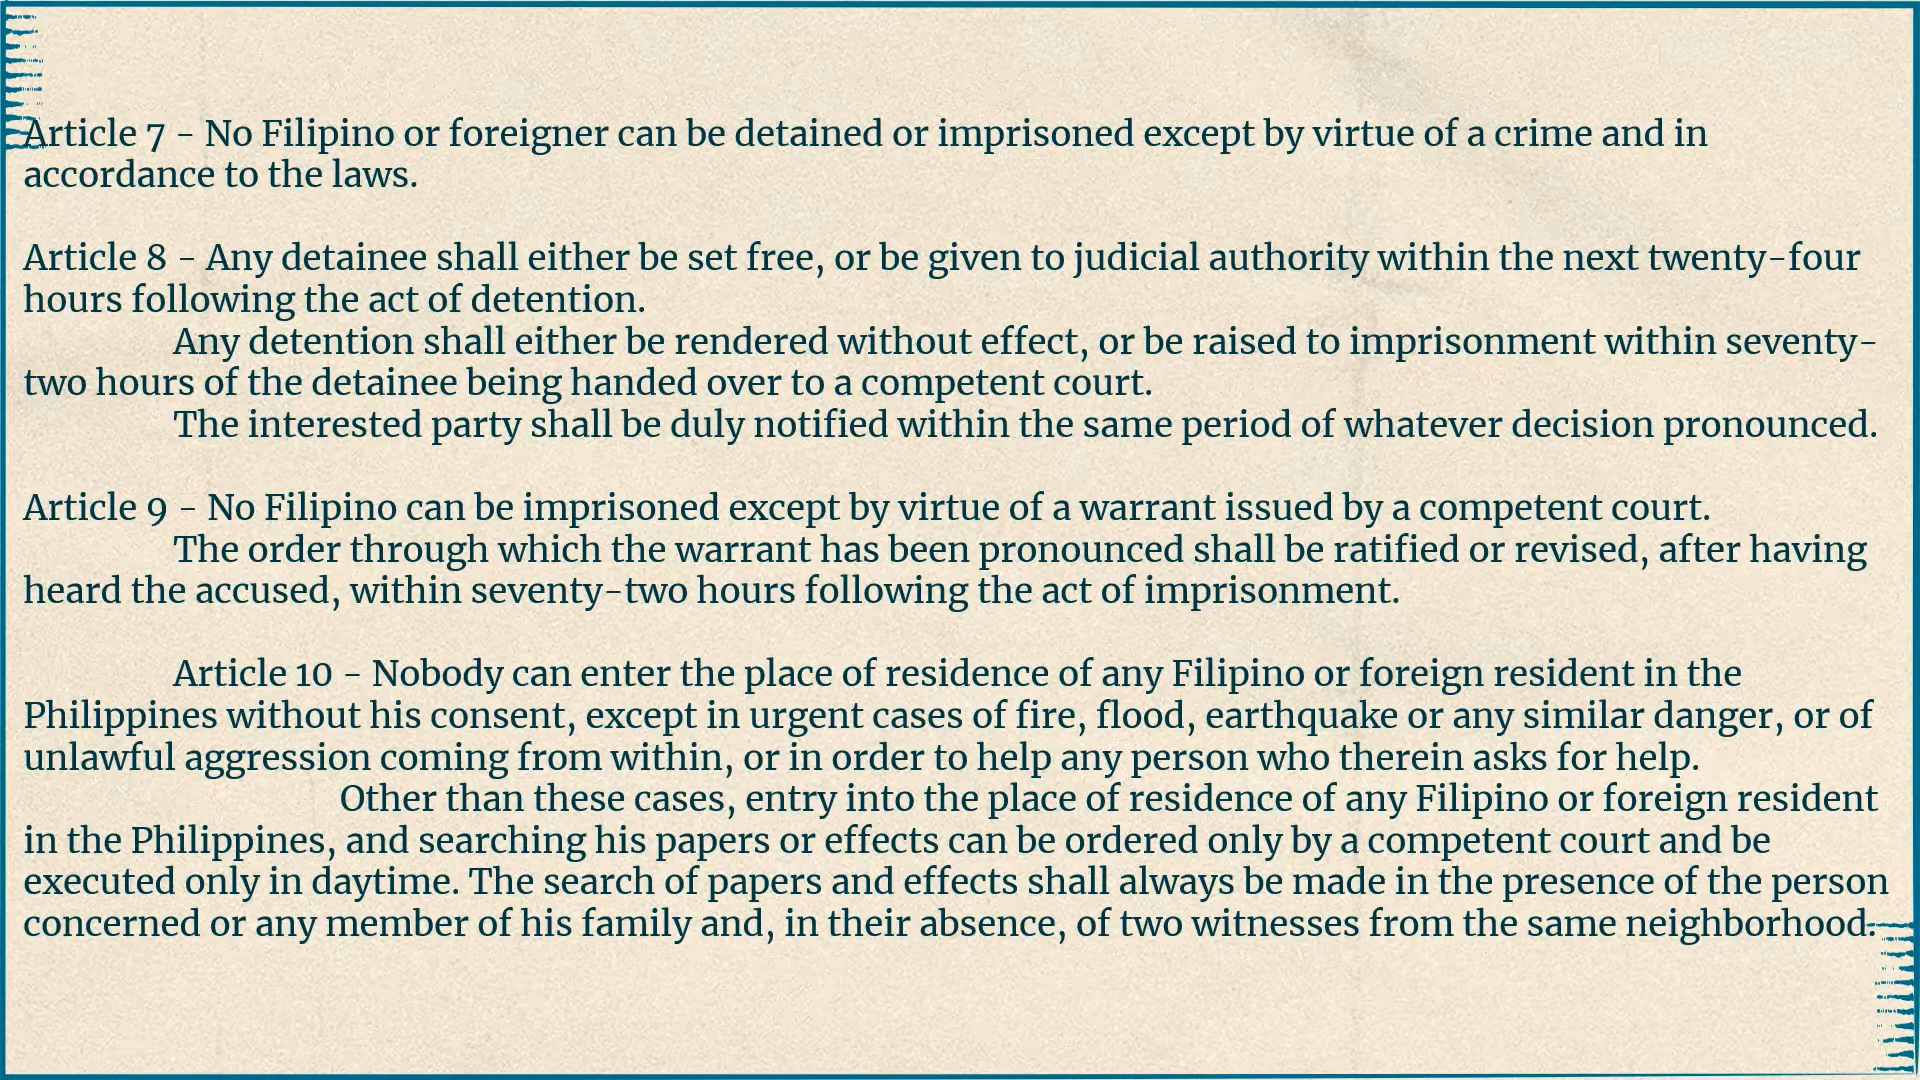 Article 7 - No Filipino or foreigner can be detained or imprisoned except by virtue of a crime and in
accordance to the laws.
Article 8 - Any detainee shall either be set free, or be given to judicial authority within the next twenty-four
hours following the act of detention.
Any detention shall either be rendered without effect, or be raised to imprisonment within seventy-
two hours of the detainee being handed over to a competent court.
The interested party shall be duly notified within the same period of whatever decision pronounced.
Article 9 - No Filipino can be imprisoned except by virtue of a warrant issued by a competent court.
The order through which the warrant has been pronounced shall be ratified or revised, after having
heard the accused, within seventy-two hours following the act of imprisonment.
Article 10 - Nobody can enter the place of residence of any Filipino or foreign resident in the
Philippines without his consent, except in urgent cases of fire, flood, earthquake or any similar danger, or of
unlawful aggression coming from within, or in order to help any person who therein asks for help.
Other than these cases, entry into the place of residence of any Filipino or foreign resident
in the Philippines, and searching his papers or effects can be ordered only by a competent court and be
executed only in daytime. The search of papers and effects shall always be made in the presence of the person
concerned or any member of his family and, in their absence, of two witnesses from the same neighborhood.